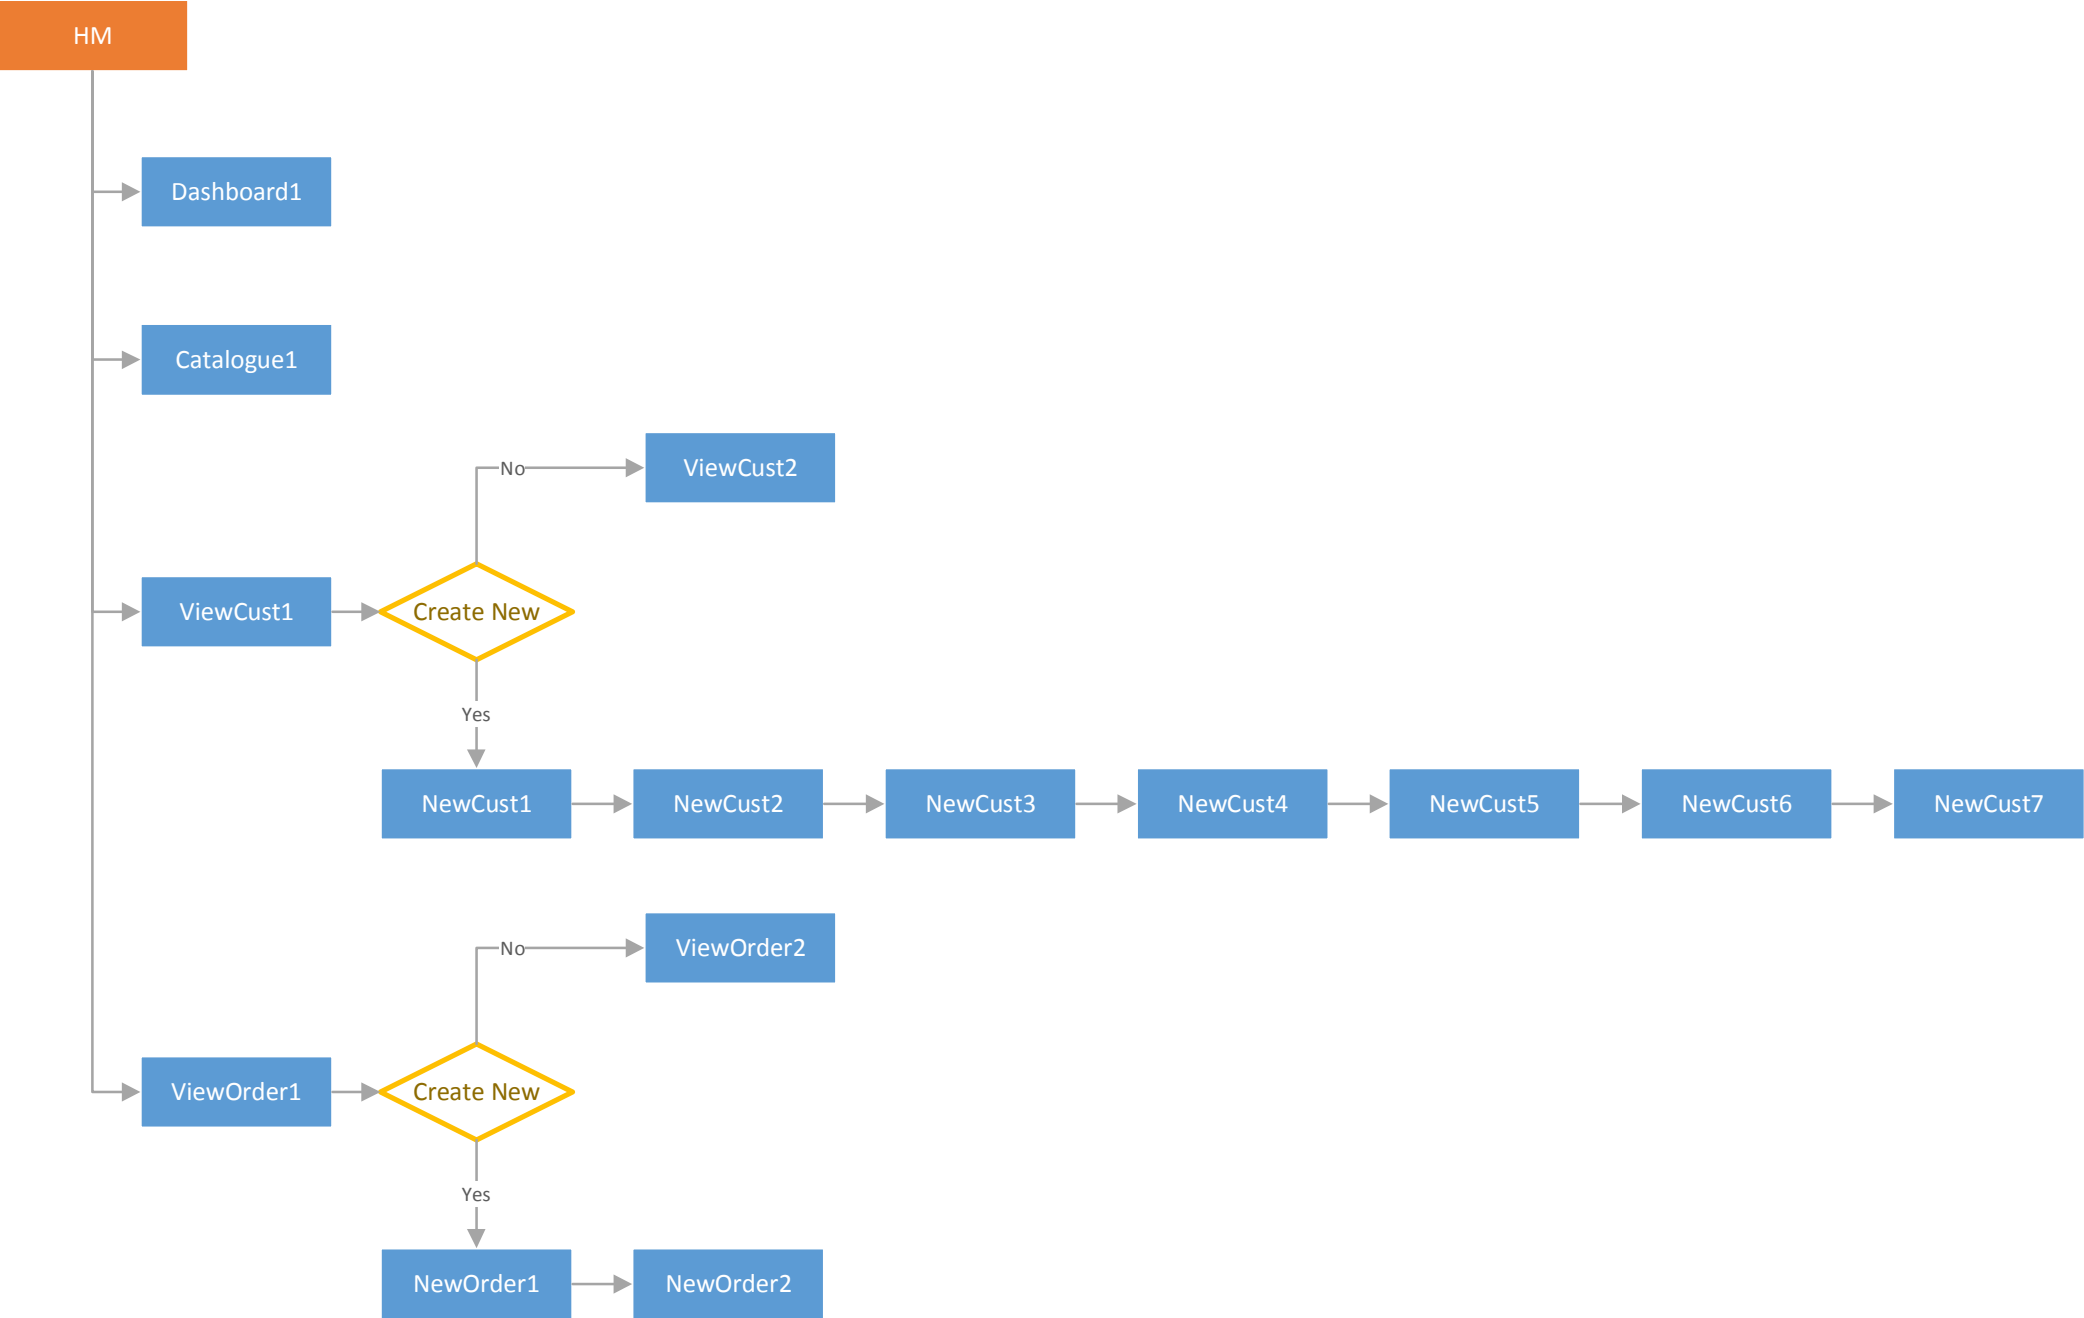 HM
Dashboard1
Catalogue1
No
ViewCust2
ViewCust1
Create New
Yes
NewCust1
NewCust2
NewCust3
NewCust4
NewCust5
NewCust6
NewCust7
No
ViewOrder2
ViewOrder1
Create New
Yes
NewOrder1
NewOrder2